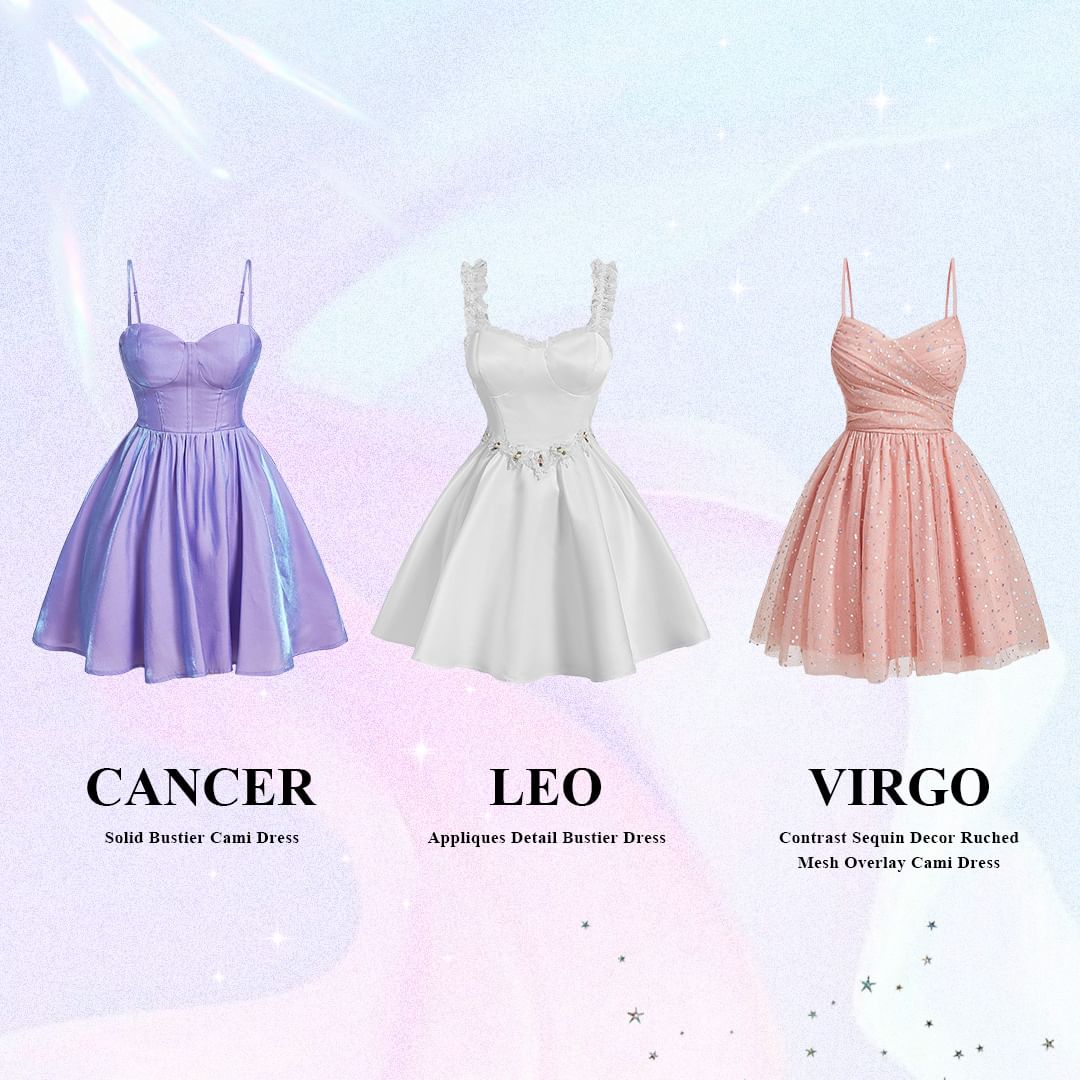 CANCER
Solid Bustier Cami Dress
LEO
Appliques Detail Bustier Dress
VIRGO
Contrast Sequin Decor Ruched
Mesh Overlay Cami Dress